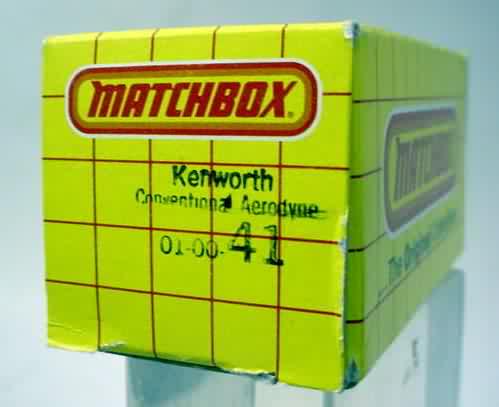 MATCHBOX
Kenworth
Conventional Aerodyne
01-00-41
MATCHBOX
The Original